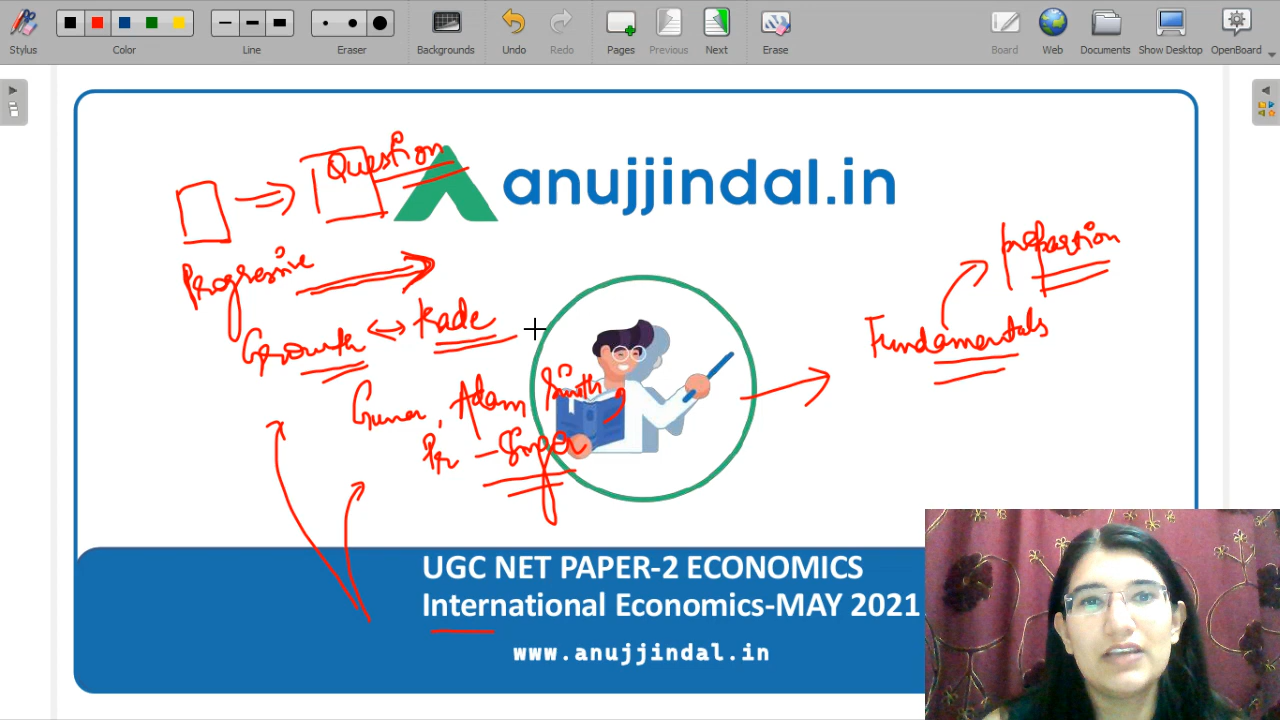 Stylus Color Line Eraser Backgrounds Undo Redo Pages Previous Next Erase Board Web Documents Show Desktop OpenBoard
Question
anujjindal.in
Progressive
Growth Trade
Fundamentals
, Adam Smith,
Pr - Singer
UGC NET PAPER-2 ECONOMICS
International Economics-MAY 2021
www.anujjindal.in